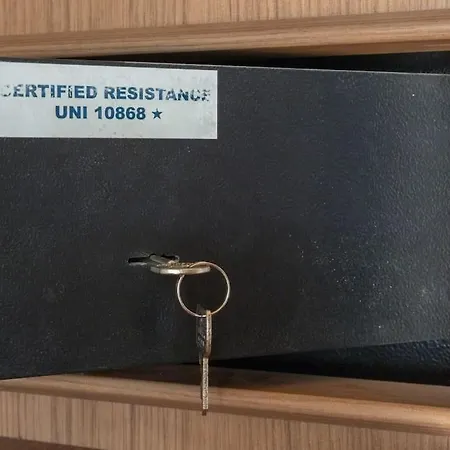 CERTIFIED RESISTANCE
UNI 10868 ★